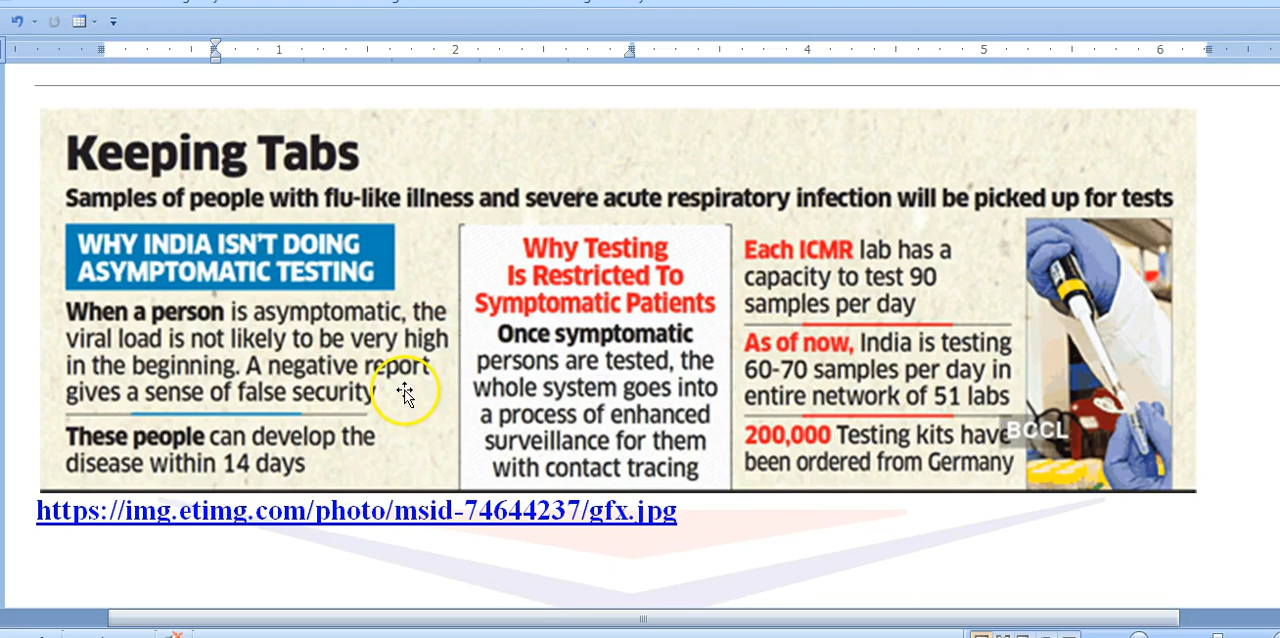 1 2 4 5 6
Keeping Tabs
Samples of people with flu-like illness and severe acute respiratory infection will be picked up for tests
WHY INDIA ISN'T DOING
ASYMPTOMATIC TESTING
When a person is asymptomatic, the
viral load is not likely to be very high
in the beginning. A negative report
gives a sense of false security
These people can develop the
disease within 14 days
Why Testing
Is Restricted To
Symptomatic Patients
Once symptomatic
persons are tested, the
whole system goes into
a process of enhanced
surveillance for them
with contact tracing
Each ICMR lab has a
capacity to test 90
samples per day
As of now, India is testing
60-70 samples per day in
entire network of 51 labs
200,000 Testing kits have
been ordered from Germany
BCCL
https://img.etimg.com/photo/msid-74644237/gfx.jpg